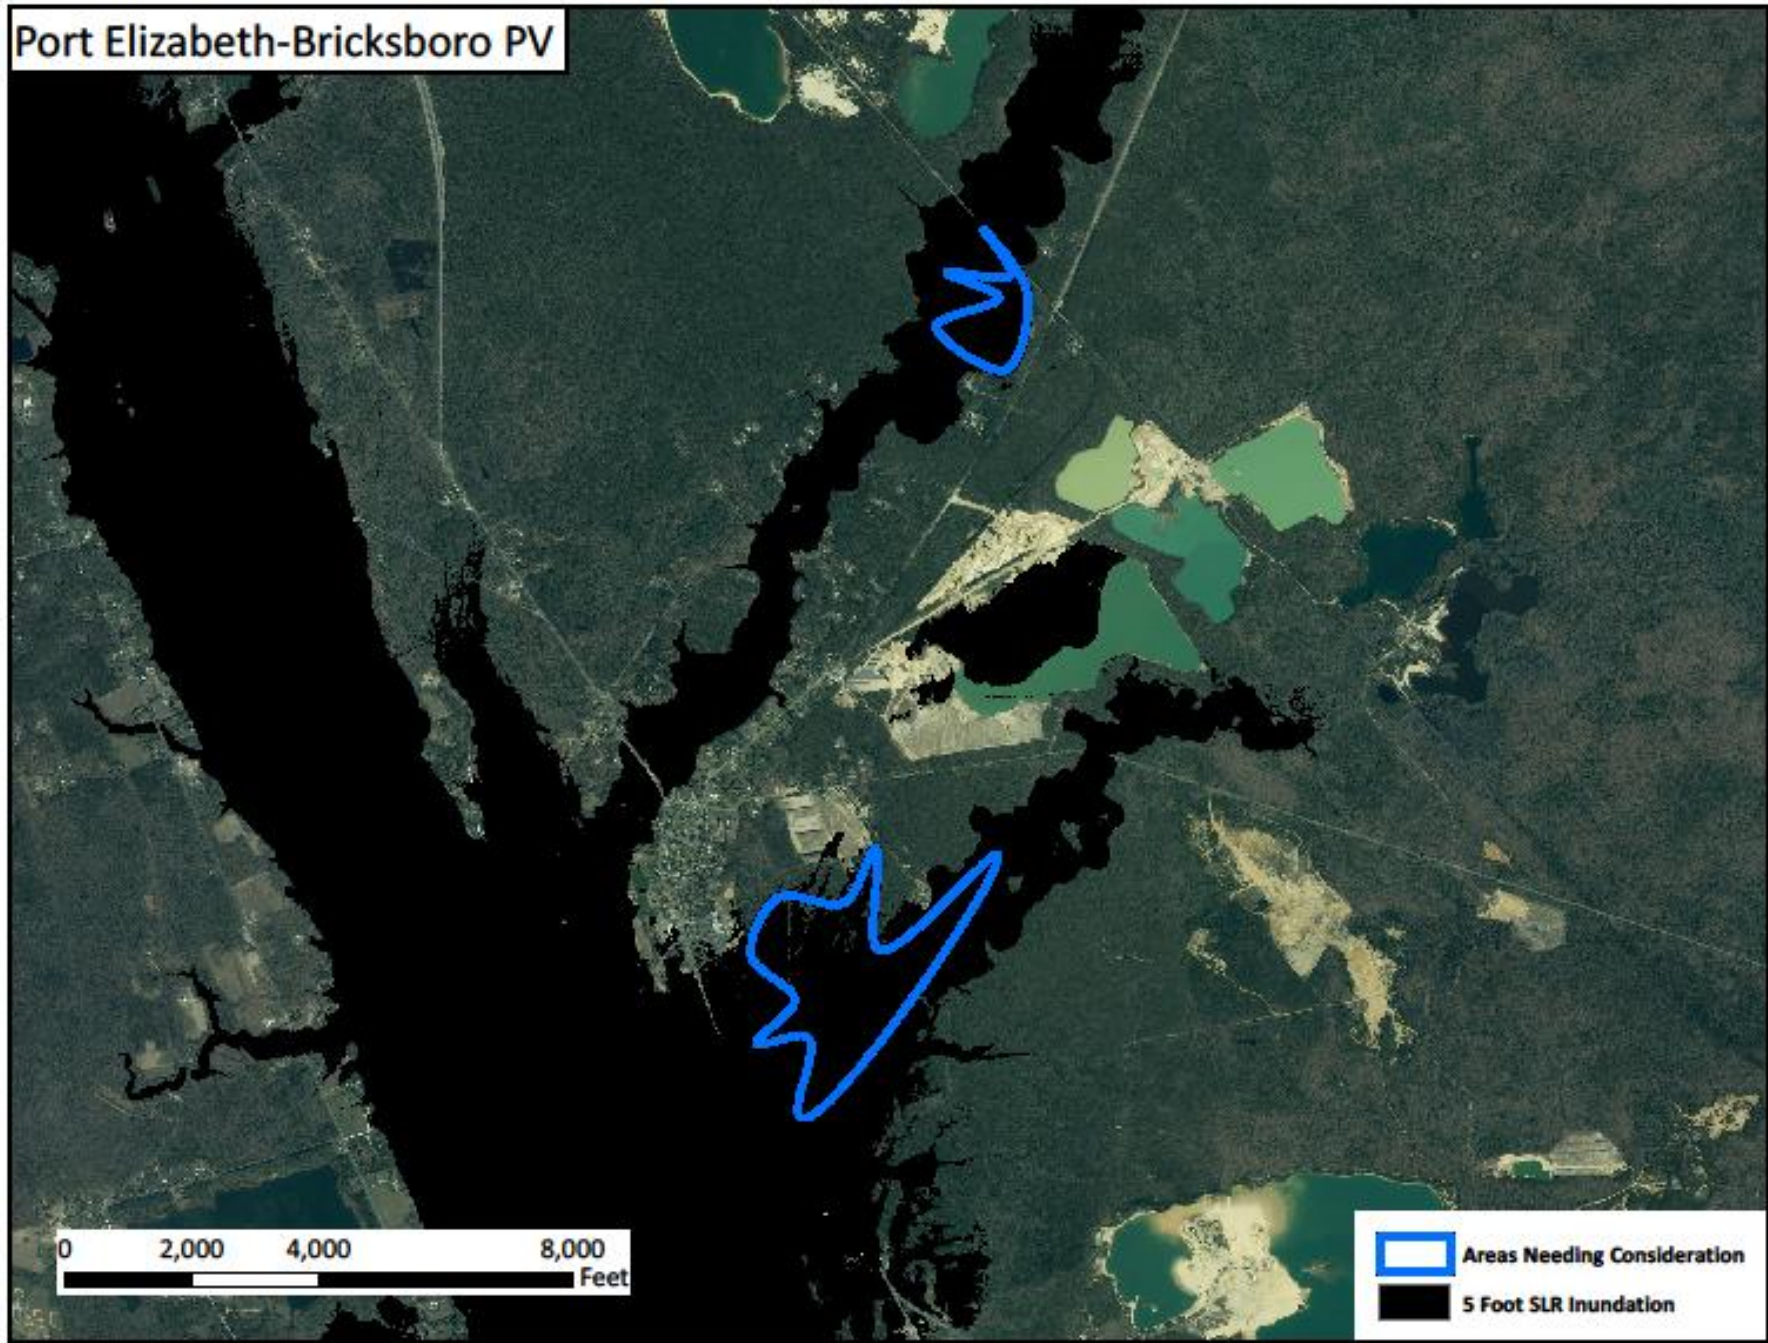 Port Elizabeth-Bricksboro PV
0 2,000 4,000 8,000
Feet
Areas Needing Consideration
5 Foot SLR Inundation